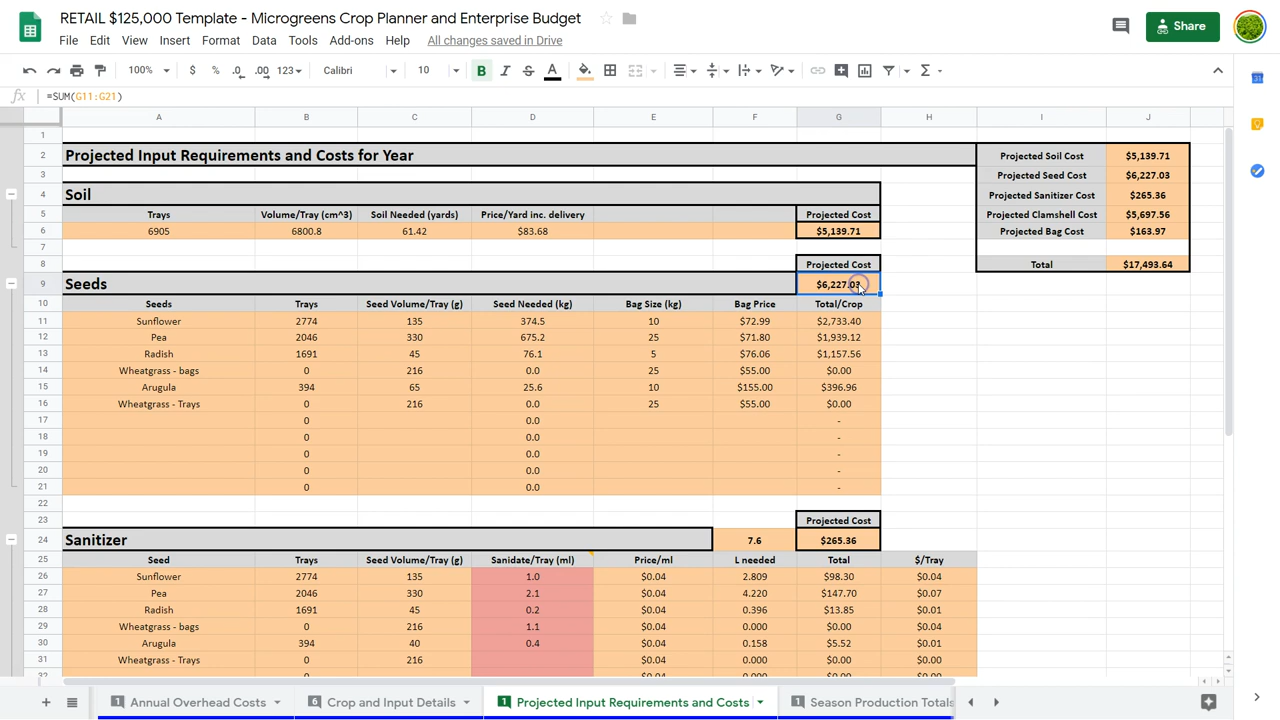 RETAIL $125,000 Template - Microgreens Crop Planner and Enterprise Budget
File Edit View Insert Format Data Tools Add-ons Help All changes saved in Drive
Share
100% $ % .0 .00 123 Calibri 10 B I S A
fx =SUM(G11:G21)
A B C D E F G H I J
1
2 Projected Input Requirements and Costs for Year Projected Soil Cost $5,139.71
3 Projected Seed Cost $6,227.03
4 Soil Projected Sanitizer Cost $265.36
5 Trays Volume/Tray (cm^3) Soil Needed (yards) Price/Yard inc. delivery Projected Cost Projected Clamshell Cost $5,697.56
6 6905 6800.8 61.42 $83.68 $5,139.71 Projected Bag Cost $163.97
7
8 Projected Cost Total $17,493.64
9 Seeds $6,227.03
10 Seeds Trays Seed Volume/Tray (g) Seed Needed (kg) Bag Size (kg) Bag Price Total/Crop
11 Sunflower 2774 135 374.5 10 $72.99 $2,733.40
12 Pea 2046 330 675.2 25 $71.80 $1,939.12
13 Radish 1691 45 76.1 5 $76.06 $1,157.56
14 Wheatgrass - bags 0 216 0.0 25 $55.00 $0.00
15 Arugula 394 65 25.6 10 $155.00 $396.96
16 Wheatgrass - Trays 0 216 0.0 25 $55.00 $0.00
17 0 0.0 -
18 0 0.0 -
19 0 0.0 -
20 0 0.0 -
21 0 0.0 -
22
23 Projected Cost
24 Sanitizer 7.6 $265.36
25 Seed Trays Seed Volume/Tray (g) Sanidate/Tray (ml) Price/ml L needed Total $/Tray
26 Sunflower 2774 135 1.0 $0.04 2.809 $98.30 $0.04
27 Pea 2046 330 2.1 $0.04 4.220 $147.70 $0.07
28 Radish 1691 45 0.2 $0.04 0.396 $13.85 $0.01
29 Wheatgrass - bags 0 216 1.1 $0.04 0.000 $0.00 $0.04
30 Arugula 394 40 0.4 $0.04 0.158 $5.52 $0.01
31 Wheatgrass - Trays 0 216 $0.04 0.000 $0.00 $0.00
1 Annual Overhead Costs 6 Crop and Input Details 1 Projected Input Requirements and Costs 1 Season Production Totals